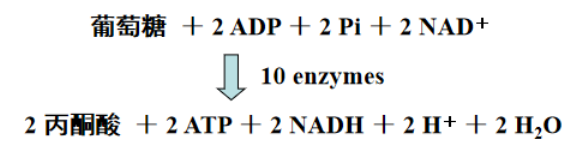 葡萄糖 + 2 ADP + 2 Pi + 2 NAD⁺
10 enzymes
2 丙酮酸 + 2 ATP + 2 NADH + 2 H⁺ + 2 H₂O